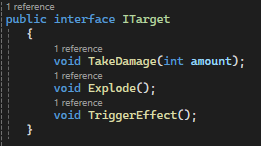 1 reference
public interface ITarget
{
1 reference
void TakeDamage(int amount);
1 reference
void Explode();
1 reference
void TriggerEffect();
}